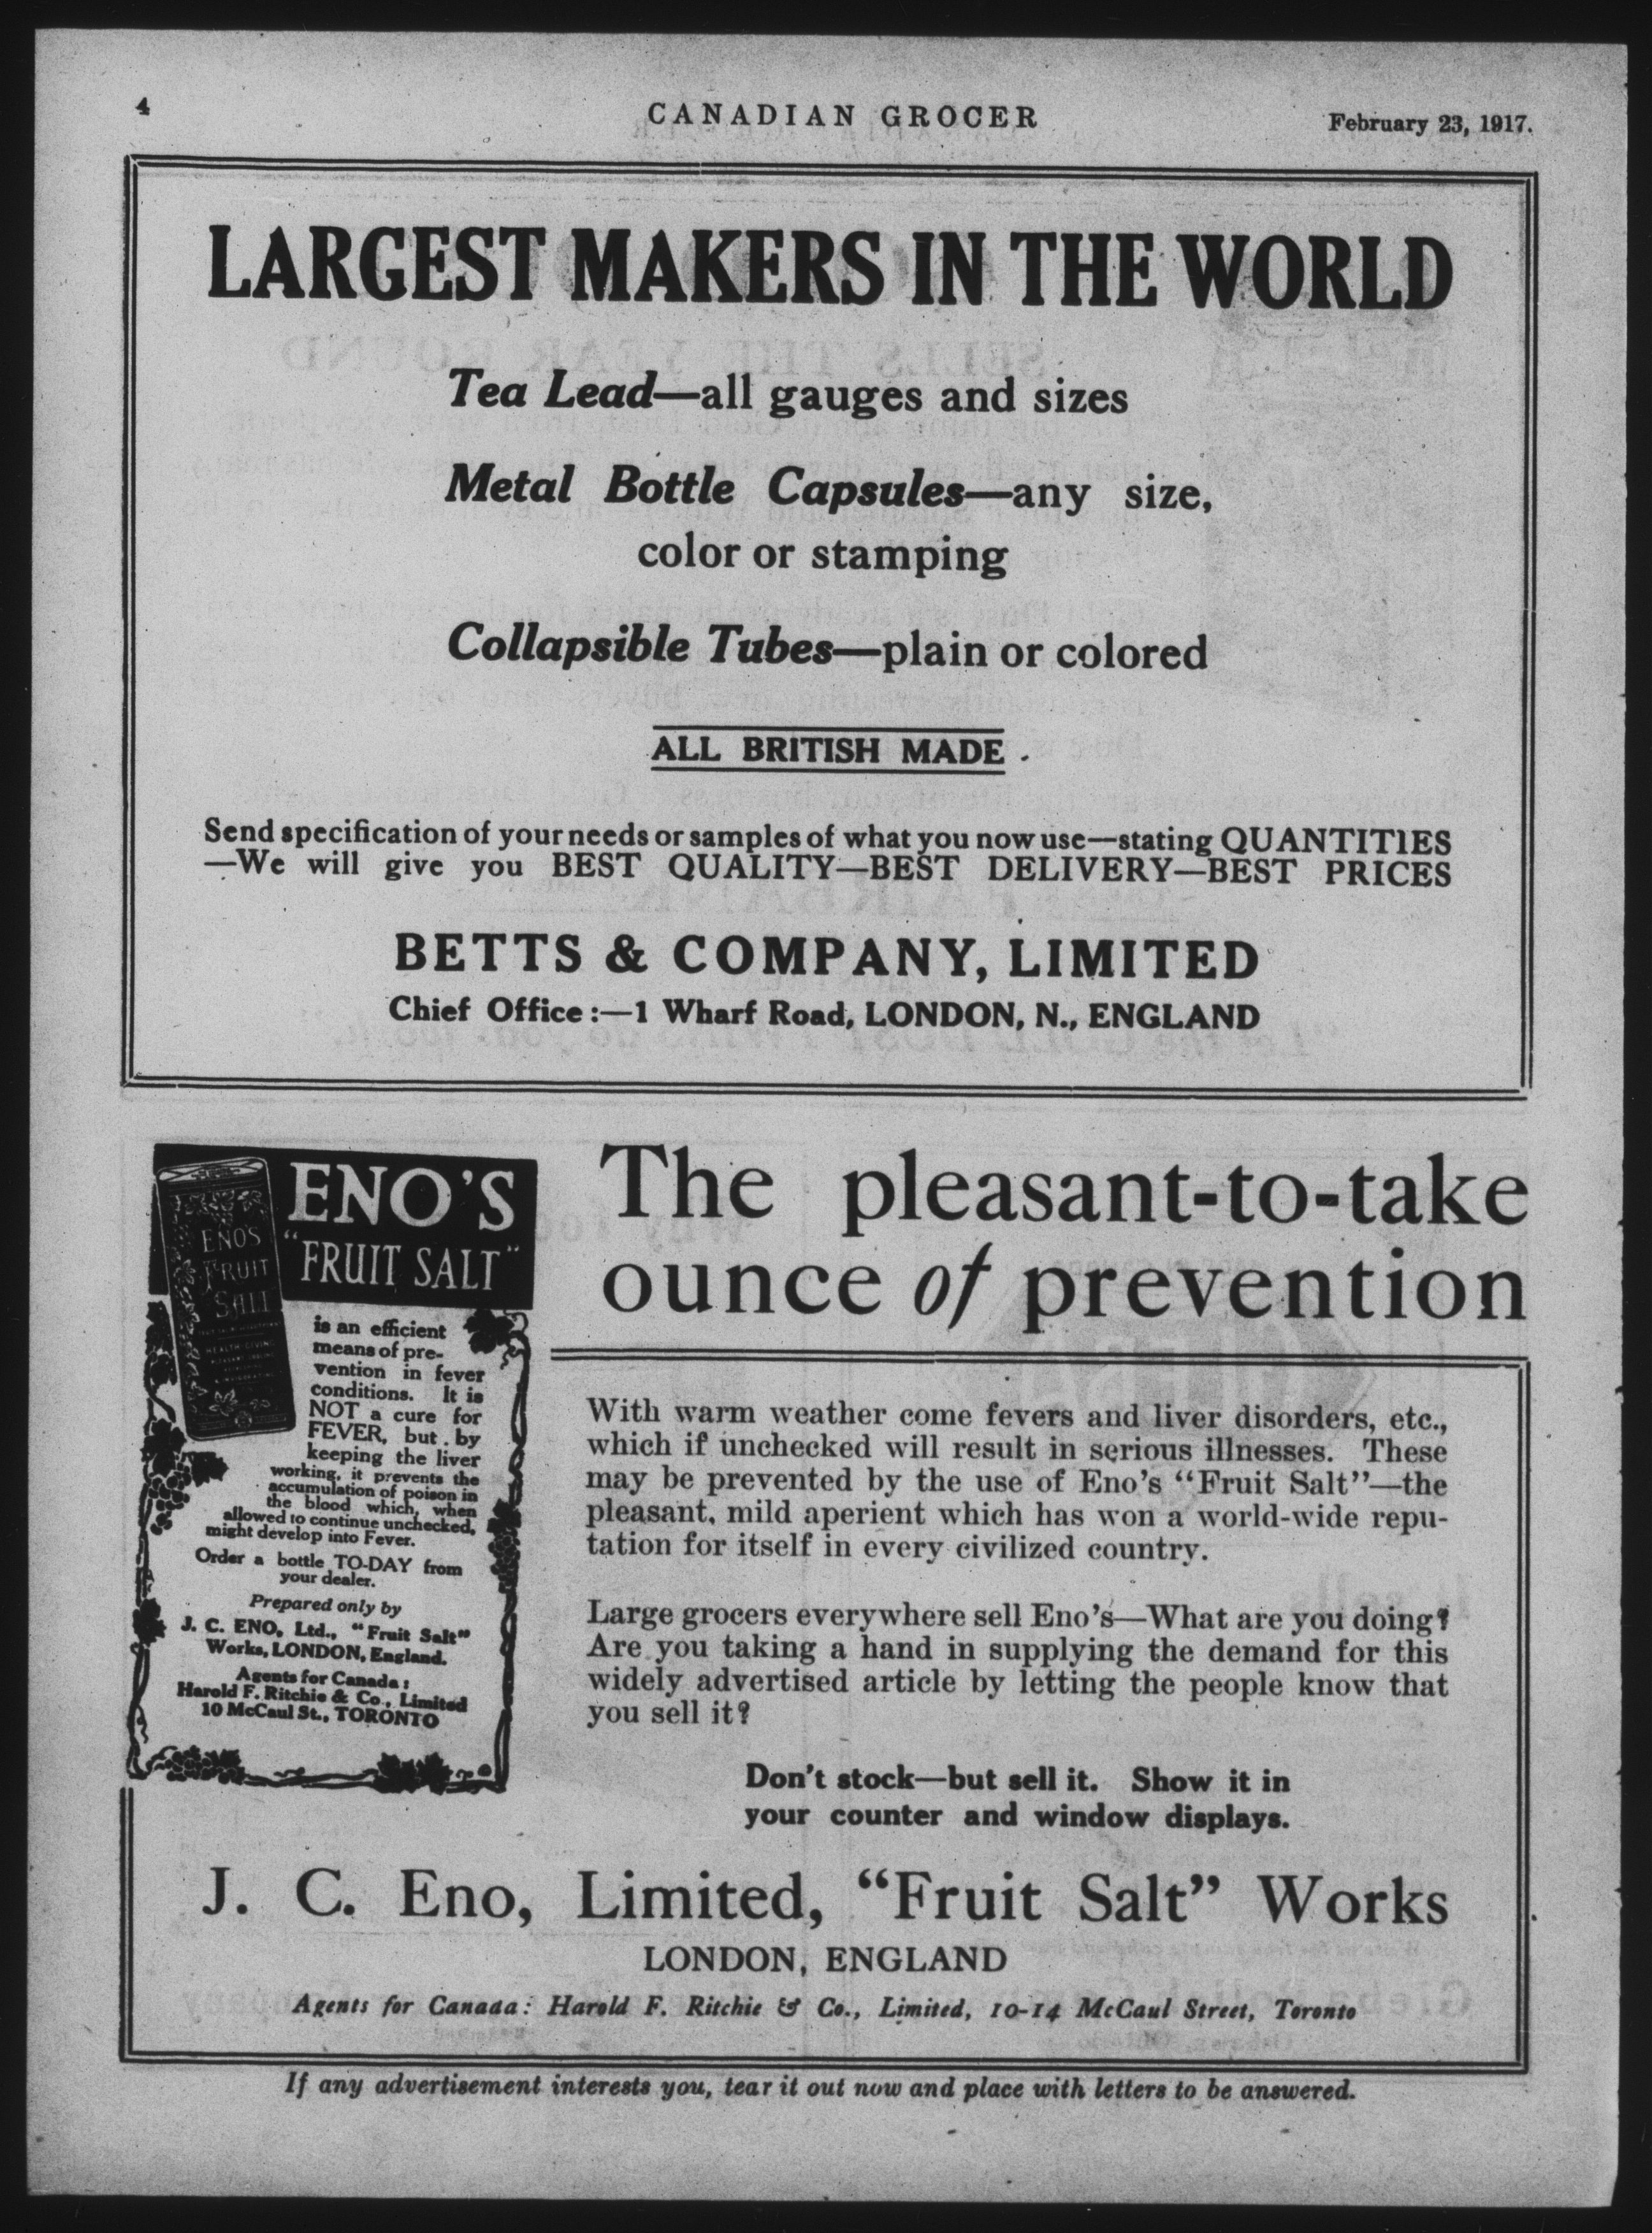 4
CANADIAN GROCER
February 23, 1917.
LARGEST MAKERS IN THE WORLD
Tea Lead—all gauges and sizes
Metal Bottle Capsules—any size,
color or stamping
Collapsible Tubes—plain or colored
ALL BRITISH MADE
Send specification of your needs or samples of what you now use—stating QUANTITIES
—We will give you BEST QUALITY—BEST DELIVERY—BEST PRICES
BETTS & COMPANY, LIMITED
Chief Office:—1 Wharf Road, LONDON, N., ENGLAND
ENO'S
"FRUIT SALT"
ENO'S
FRUIT
SALT
is an efficient
means of pre-
vention in fever
conditions. It is
NOT a cure for
FEVER, but by
keeping the liver
working, it prevents the
accumulation of poison in
the blood which, when
allowed to continue unchecked,
might develop into Fever.
Order a bottle TO-DAY from
your dealer.
Prepared only by
J. C. ENO, Ltd., "Fruit Salt"
Works, LONDON, England.
Agents for Canada:
Harold F. Ritchie & Co., Limited
10 McCaul St., TORONTO
The pleasant-to-take
ounce of prevention
With warm weather come fevers and liver disorders, etc.,
which if unchecked will result in serious illnesses. These
may be prevented by the use of Eno's "Fruit Salt"—the
pleasant, mild aperient which has won a world-wide repu-
tation for itself in every civilized country.
Large grocers everywhere sell Eno's—What are you doing?
Are you taking a hand in supplying the demand for this
widely advertised article by letting the people know that
you sell it?
Don't stock—but sell it. Show it in
your counter and window displays.
J. C. Eno, Limited, "Fruit Salt" Works
LONDON, ENGLAND
Agents for Canada: Harold F. Ritchie & Co., Limited, 10-14 McCaul Street, Toronto
If any advertisement interests you, tear it out now and place with letters to be answered.